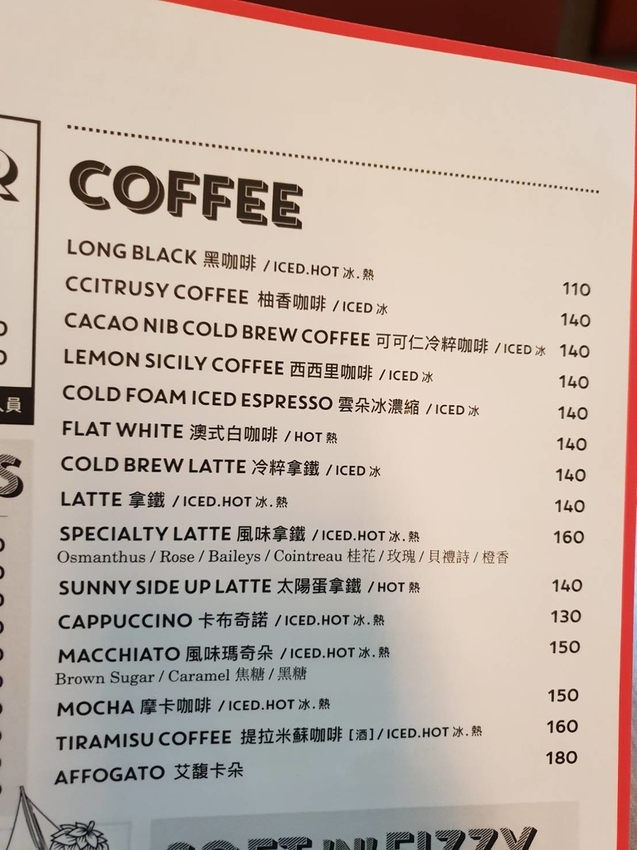 COFFEE
LONG BLACK 黑咖啡 / ICED.HOT 冰.熱 110
CCITRUSY COFFEE 柚香咖啡 / ICED 冰 140
CACAO NIB COLD BREW COFFEE 可可仁冷粹咖啡 / ICED 冰 140
LEMON SICILY COFFEE 西西里咖啡 / ICED 冰 140
COLD FOAM ICED ESPRESSO 雲朵冰濃縮 / ICED 冰 140
FLAT WHITE 澳式白咖啡 / HOT 熱 140
COLD BREW LATTE 冷粹拿鐵 / ICED 冰 140
LATTE 拿鐵 / ICED.HOT 冰.熱 140
SPECIALTY LATTE 風味拿鐵 / ICED.HOT 冰.熱 160
Osmanthus / Rose / Baileys / Cointreau 桂花 / 玫瑰 / 貝禮詩 / 橙香
SUNNY SIDE UP LATTE 太陽蛋拿鐵 / HOT 熱 140
CAPPUCCINO 卡布奇諾 / ICED.HOT 冰.熱 130
MACCHIATO 風味瑪奇朵 / ICED.HOT 冰.熱 150
Brown Sugar / Caramel 焦糖 / 黑糖
MOCHA 摩卡咖啡 / ICED.HOT 冰.熱 150
TIRAMISU COFFEE 提拉米蘇咖啡 [酒] / ICED.HOT 冰.熱 160
AFFOGATO 艾馥卡朵 180
人員
SOFT 'N' FIZZY